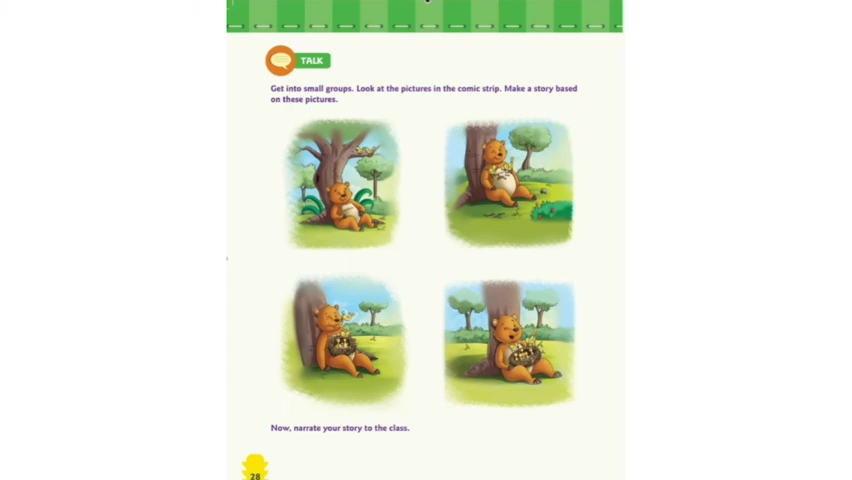 TALK
Get into small groups. Look at the pictures in the comic strip. Make a story based
on these pictures.
Now, narrate your story to the class.
28